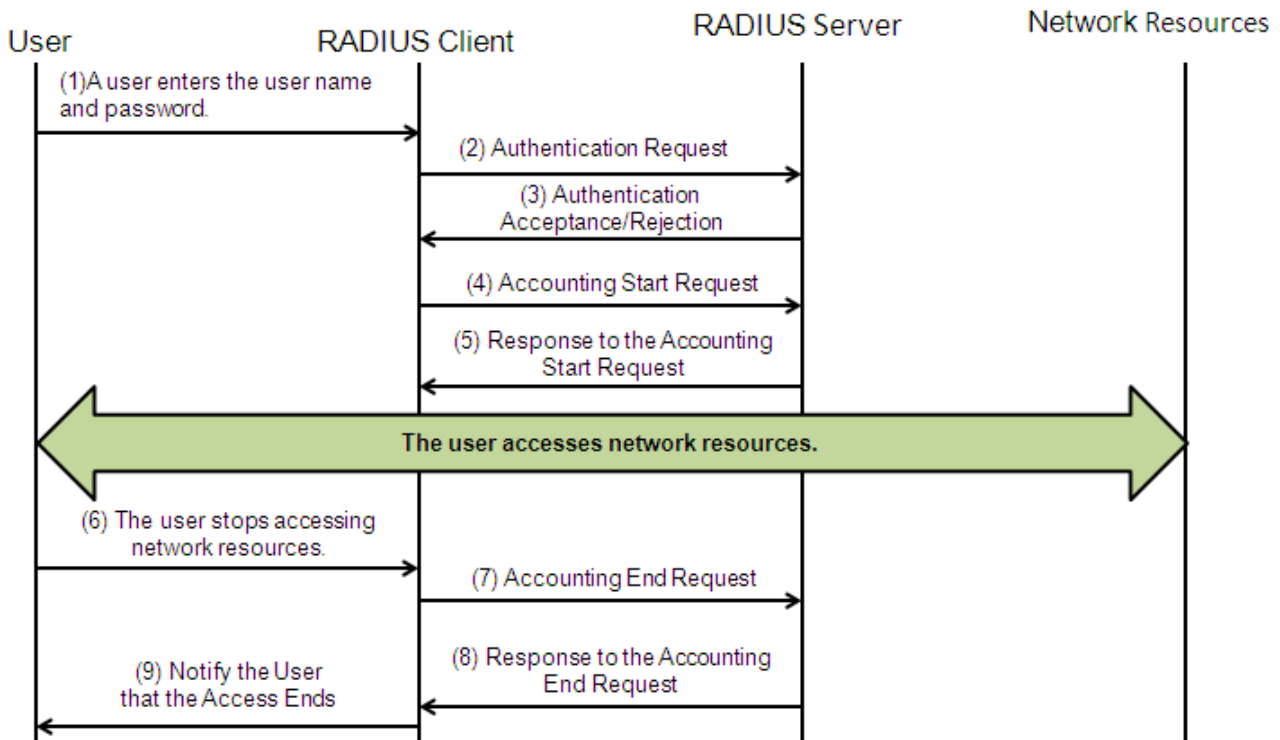 User
RADIUS Client
RADIUS Server
Network Resources
(1)A user enters the user name
and password.
(2) Authentication Request
(3) Authentication
Acceptance/Rejection
(4) Accounting Start Request
(5) Response to the Accounting
Start Request
The user accesses network resources.
(6) The user stops accessing
network resources.
(7) Accounting End Request
(8) Response to the Accounting
End Request
(9) Notify the User
that the Access Ends